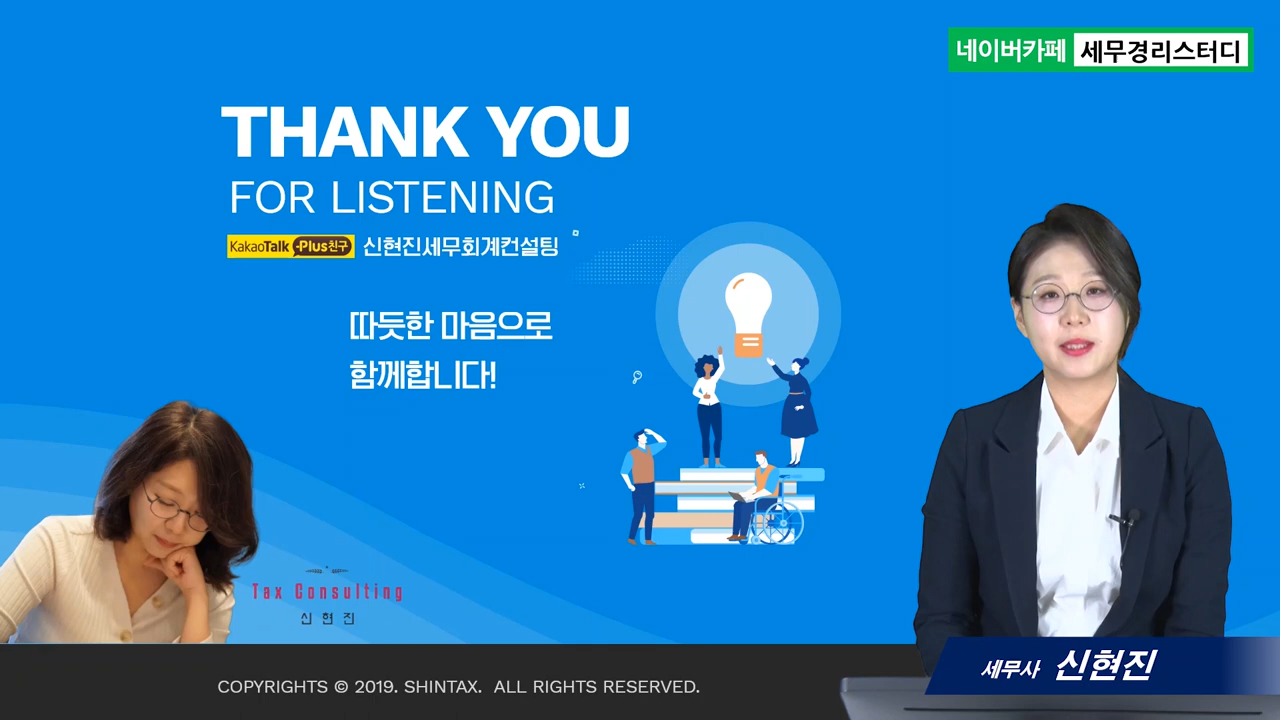 네이버카페 세무경리스터디
THANK YOU
FOR LISTENING
KakaoTalk Plus친구 신현진세무회계컨설팅
따듯한 마음으로
함께합니다!
Tax Consulting
신현진
세무사 신현진
COPYRIGHTS © 2019. SHINTAX. ALL RIGHTS RESERVED.